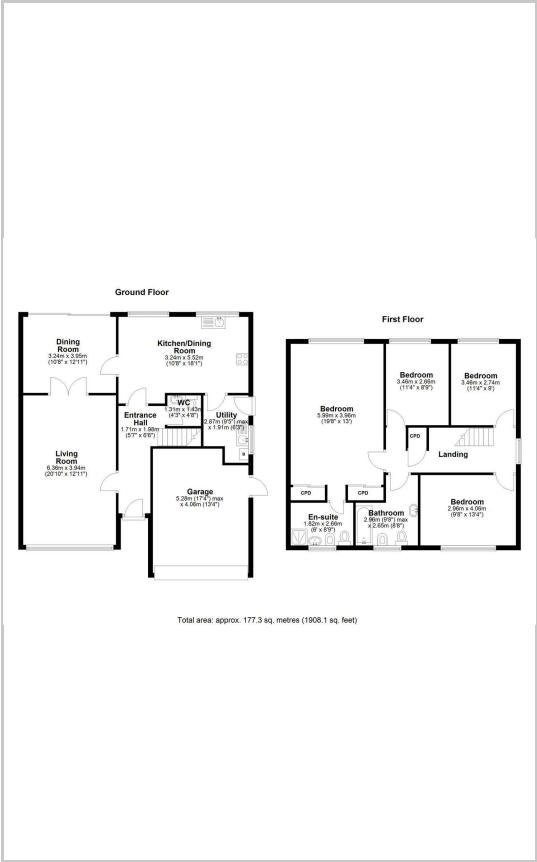 Ground Floor
Dining
Room
3.24m x 3.95m
(10'8" x 12'11")
Kitchen/Dining
Room
3.24m x 5.52m
(10'8" x 18'1")
WC
1.31m x 1.43m
(4'3" x 4'8")
Utility
2.87m (9'5") max
x 1.91m (6'3")
Entrance
Hall
1.71m x 1.98m
(5'7" x 6'6")
Living
Room
6.36m x 3.94m
(20'10" x 12'11")
Garage
5.28m (17'4") max
x 4.06m (13'4")
B
First Floor
Bedroom
3.46m x 2.66m
(11'4" x 8'9")
Bedroom
3.46m x 2.74m
(11'4" x 9')
Bedroom
5.99m x 3.96m
(19'8" x 13')
CPD
Landing
CPD
CPD
Bedroom
2.96m x 4.06m
(9'8" x 13'4")
En-suite
1.82m x 2.66m
(6' x 8'9")
Bathroom
2.96m (9'8") max
x 2.65m (8'8")
Total area: approx. 177.3 sq. metres (1908.1 sq. feet)